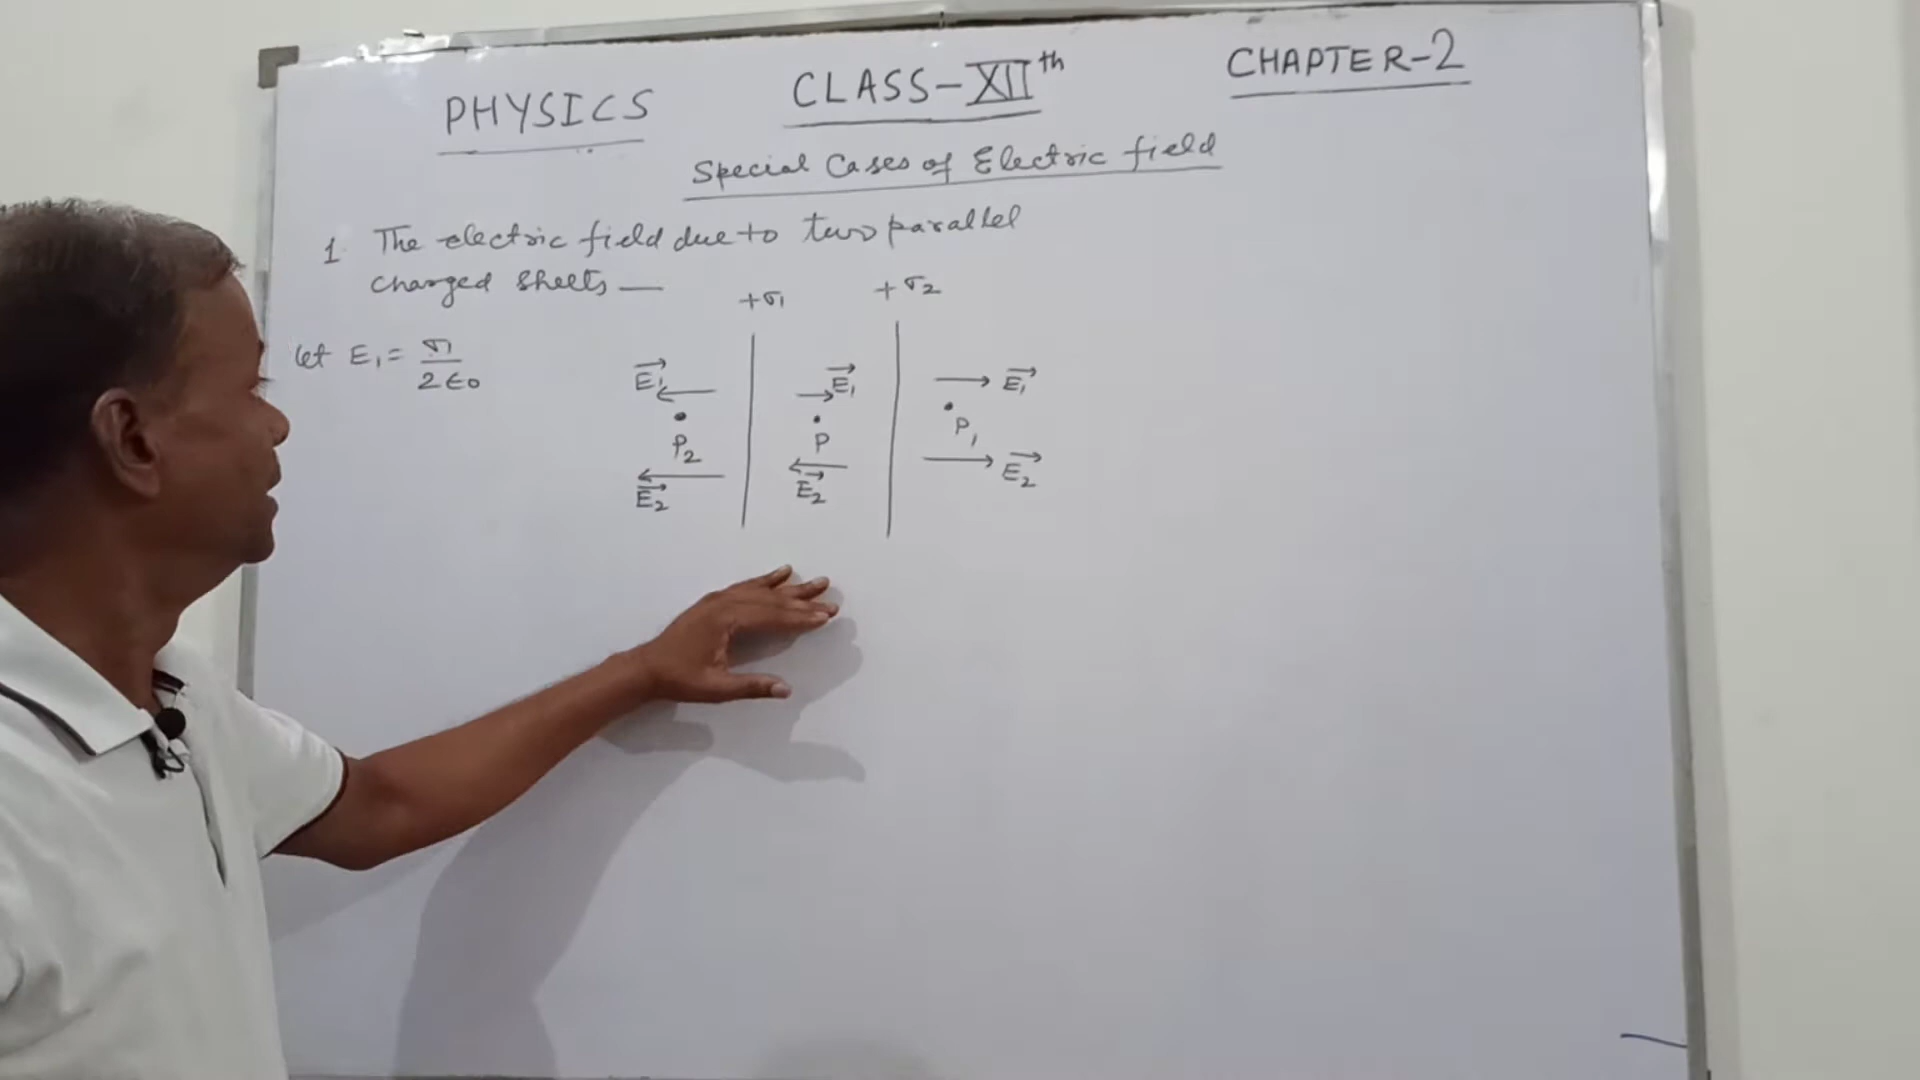 PHYSICS CLASS-XIIth CHAPTER-2
Special Cases of Electric field
1. The electric field due to two parallel
charged sheets —
+σ1 +σ2
let E1 = σ1/2ϵ0
E1 E1 E1
P2 P P1
E2 E2 E2